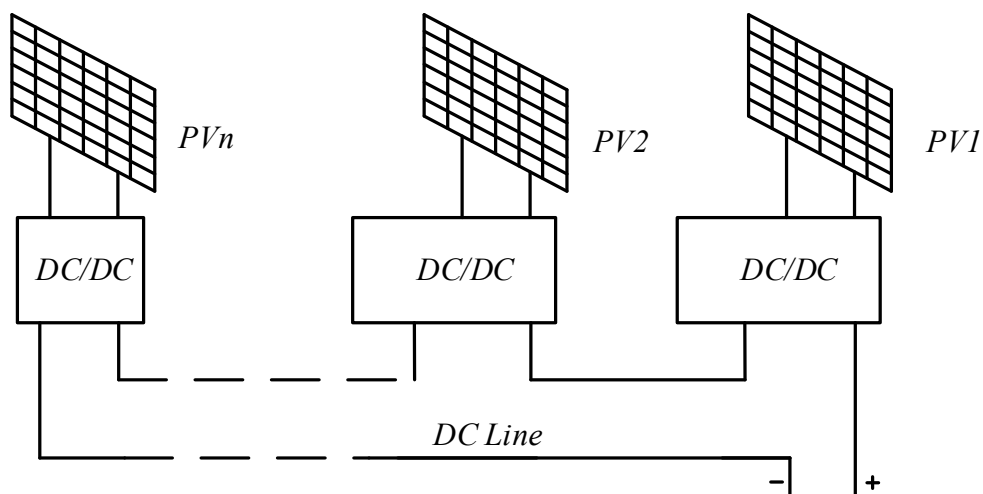 PVn
PV2
PV1
DC/DC
DC/DC
DC/DC
DC Line
- +